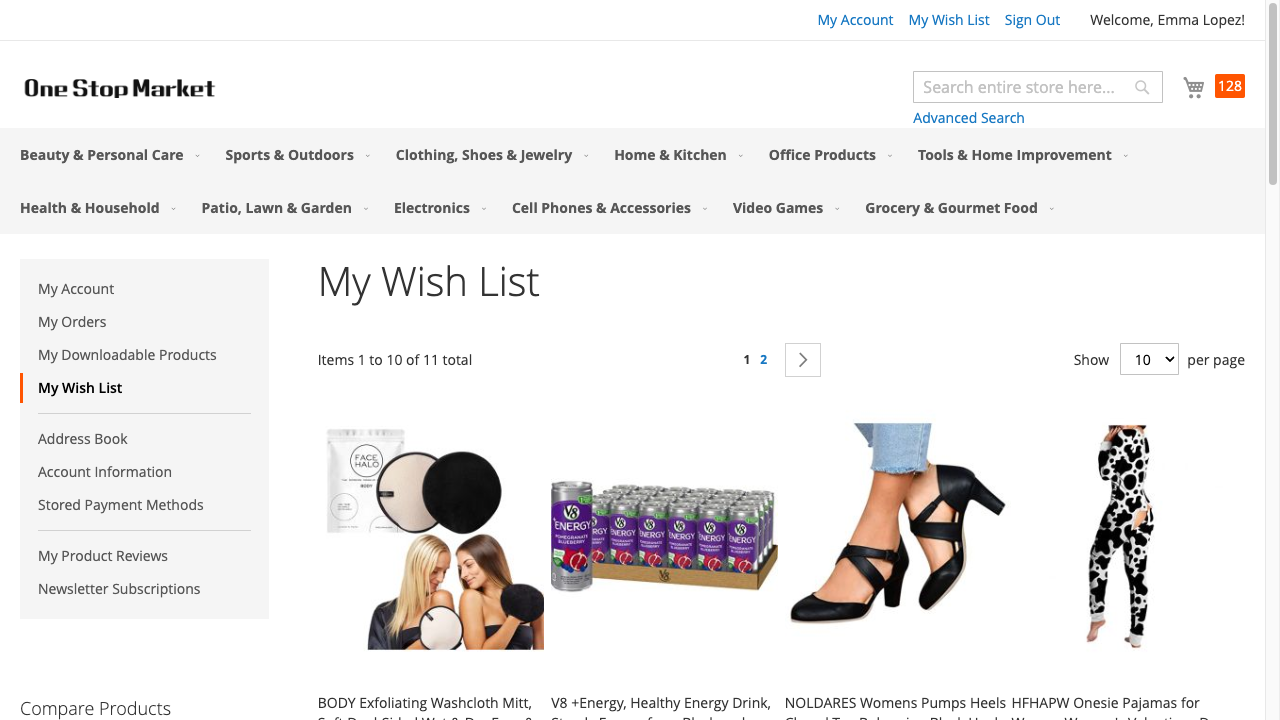 My Account My Wish List Sign Out Welcome, Emma Lopez!
One Stop Market
Search entire store here...
128
Advanced Search
Beauty & Personal Care Sports & Outdoors Clothing, Shoes & Jewelry Home & Kitchen Office Products Tools & Home Improvement
Health & Household Patio, Lawn & Garden Electronics Cell Phones & Accessories Video Games Grocery & Gourmet Food
My Account
My Orders
My Downloadable Products
My Wish List
Address Book
Account Information
Stored Payment Methods
My Product Reviews
Newsletter Subscriptions
Compare Products
My Wish List
Items 1 to 10 of 11 total
1 2
Show 10 per page
FACE
HALO
BODY
V8
+ENERGY
POMEGRANATE
BLUEBERRY
BODY Exfoliating Washcloth Mitt,
V8 +Energy, Healthy Energy Drink,
NOLDARES Womens Pumps Heels
HFHAPW Onesie Pajamas for